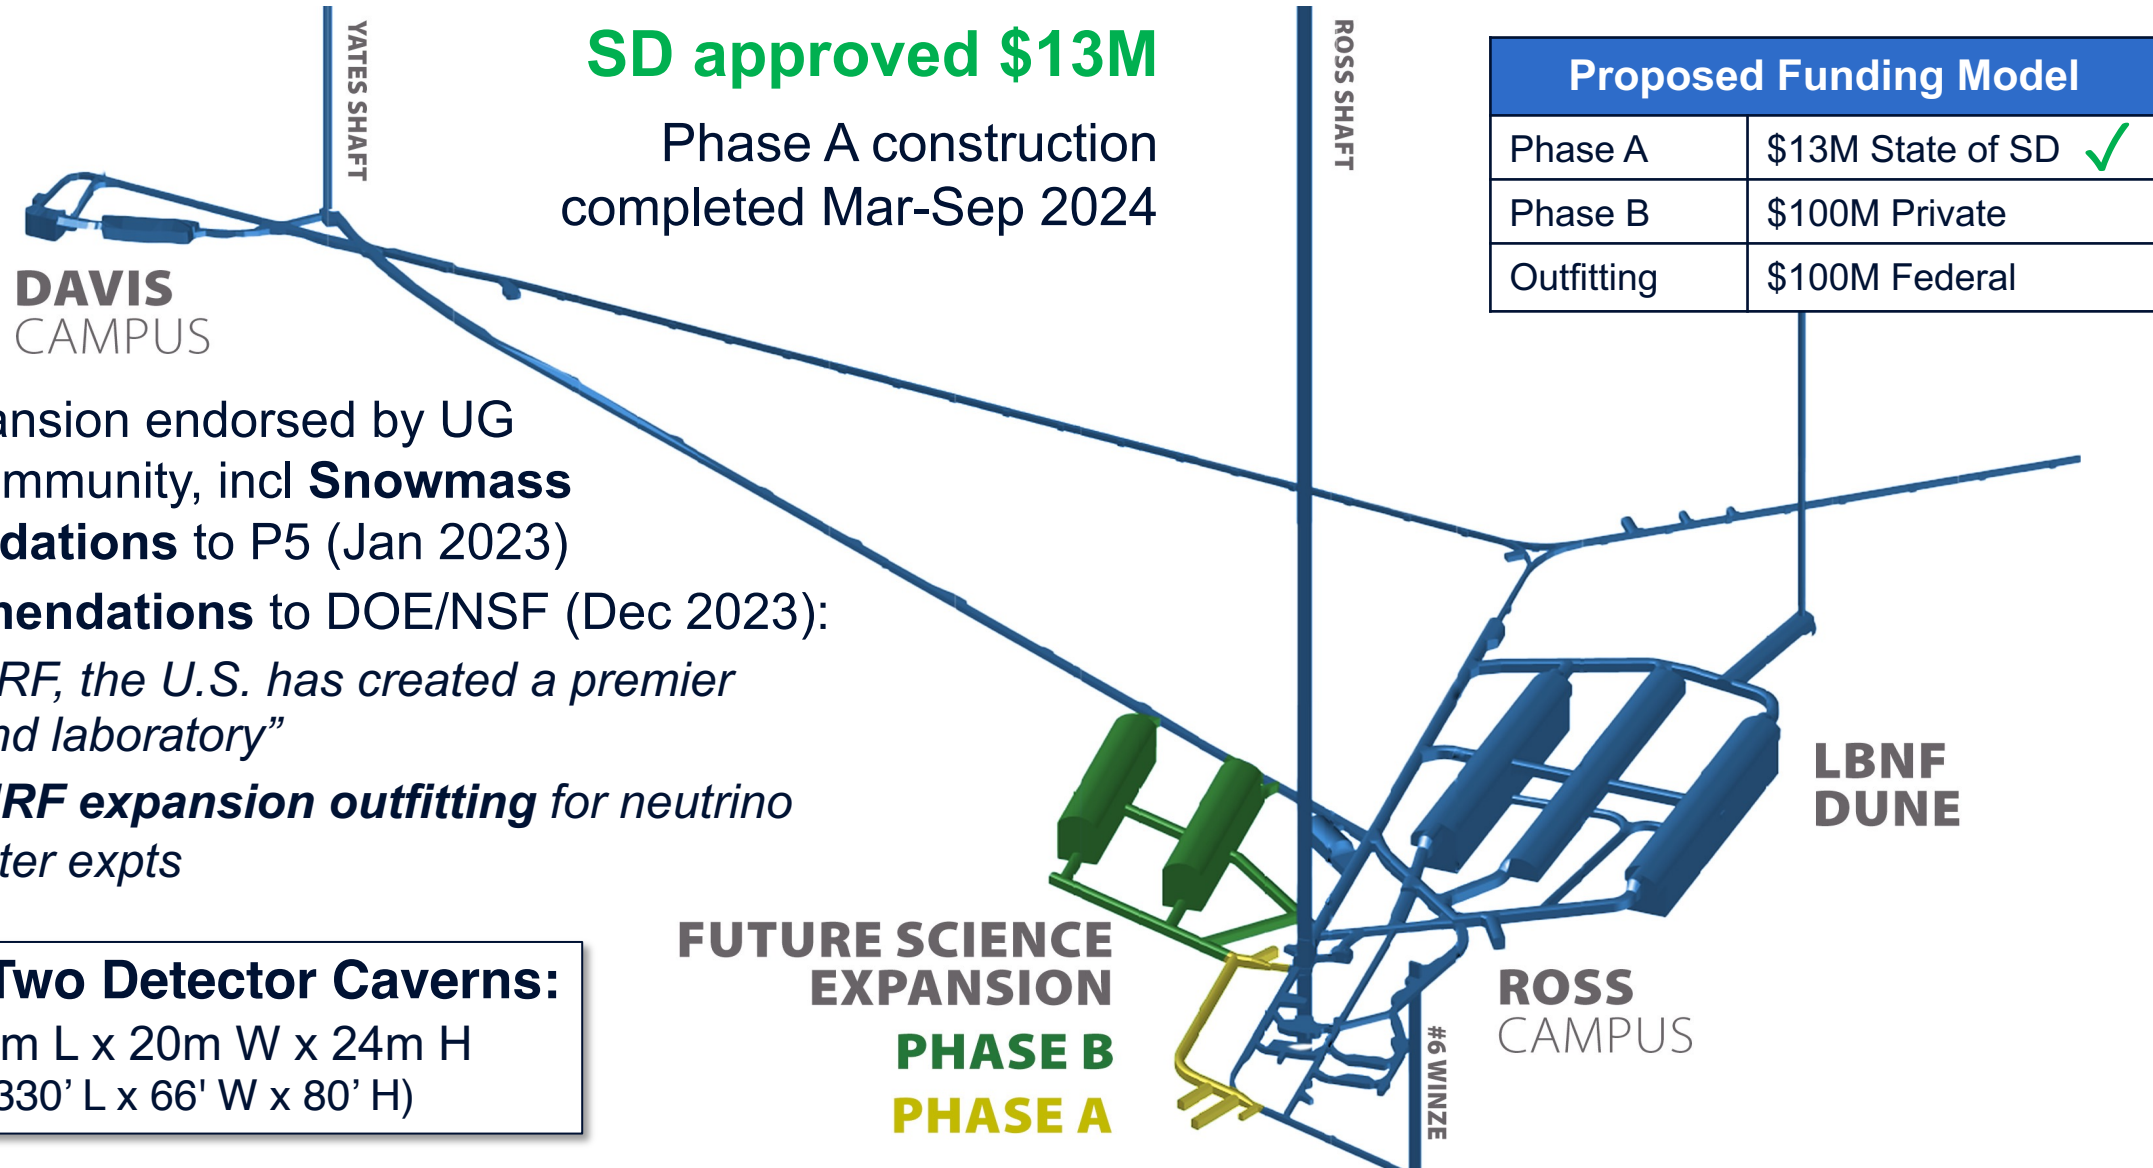 SD approved $13M
Phase A construction
completed Mar-Sep 2024
YATES SHAFT
ROSS SHAFT
Proposed Funding Model
Phase A $13M State of SD ✓
Phase B $100M Private
Outfitting $100M Federal
DAVIS
CAMPUS
ansion endorsed by UG
mmunity, incl Snowmass
dations to P5 (Jan 2023)
mendations to DOE/NSF (Dec 2023):
RF, the U.S. has created a premier
nd laboratory”
RF expansion outfitting for neutrino
ter expts
Two Detector Caverns:
m L x 20m W x 24m H
330’ L x 66' W x 80’ H)
FUTURE SCIENCE
EXPANSION
PHASE B
PHASE A
LBNF
DUNE
ROSS
CAMPUS
#6 WINZE